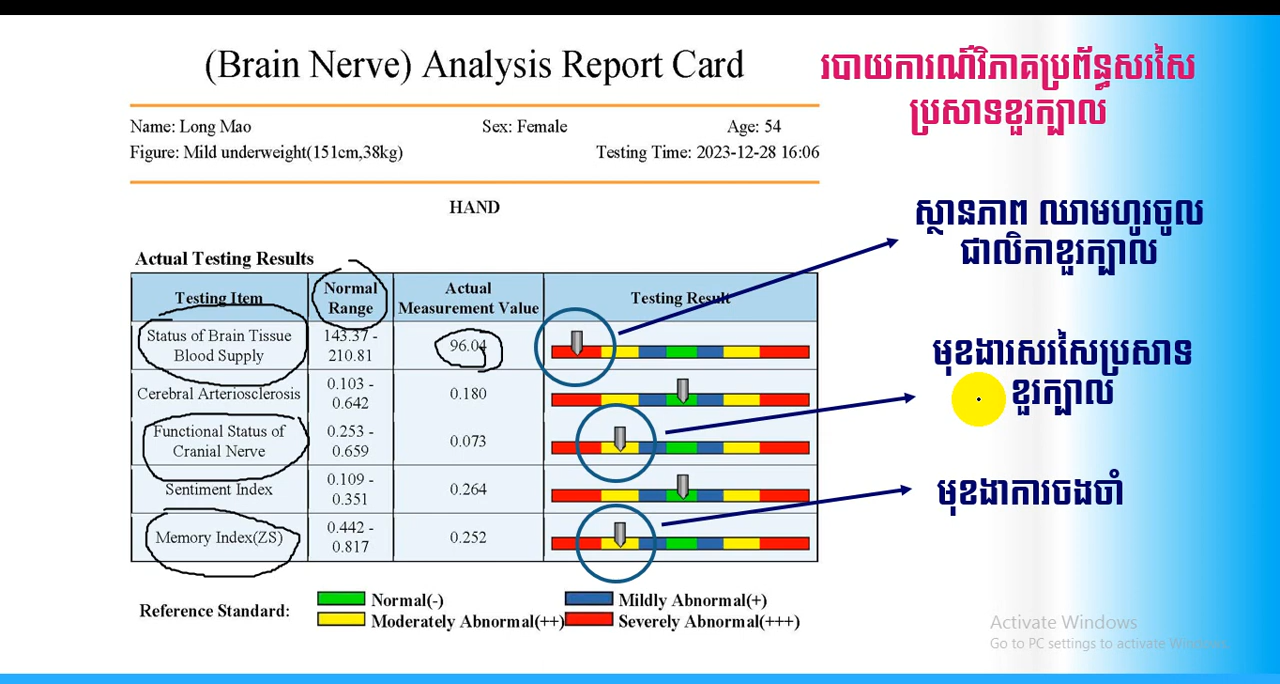 (Brain Nerve) Analysis Report Card
របាយការណ៍វិភាគប្រព័ន្ធសរសៃ
ប្រសាទខួរក្បាល
Name: Long Mao Sex: Female Age: 54
Figure: Mild underweight(151cm,38kg) Testing Time: 2023-12-28 16:06
HAND
ស្ថានភាព ឈាមហូរចូល
ជាលិកាខួរក្បាល
Actual Testing Results
Testing Item Normal Range Actual Measurement Value Testing Result
Status of Brain Tissue Blood Supply 143.37 - 210.81 96.04
Cerebral Arteriosclerosis 0.103 - 0.642 0.180
Functional Status of Cranial Nerve 0.253 - 0.659 0.073
Sentiment Index 0.109 - 0.351 0.264
Memory Index(ZS) 0.442 - 0.817 0.252
មុខងារសរសៃប្រសាទ
ខួរក្បាល
មុខងាការចងចាំ
Reference Standard: Normal(-) Mildly Abnormal(+)
Moderately Abnormal(++) Severely Abnormal(+++)
Activate Windows
Go to PC settings to activate Windows.